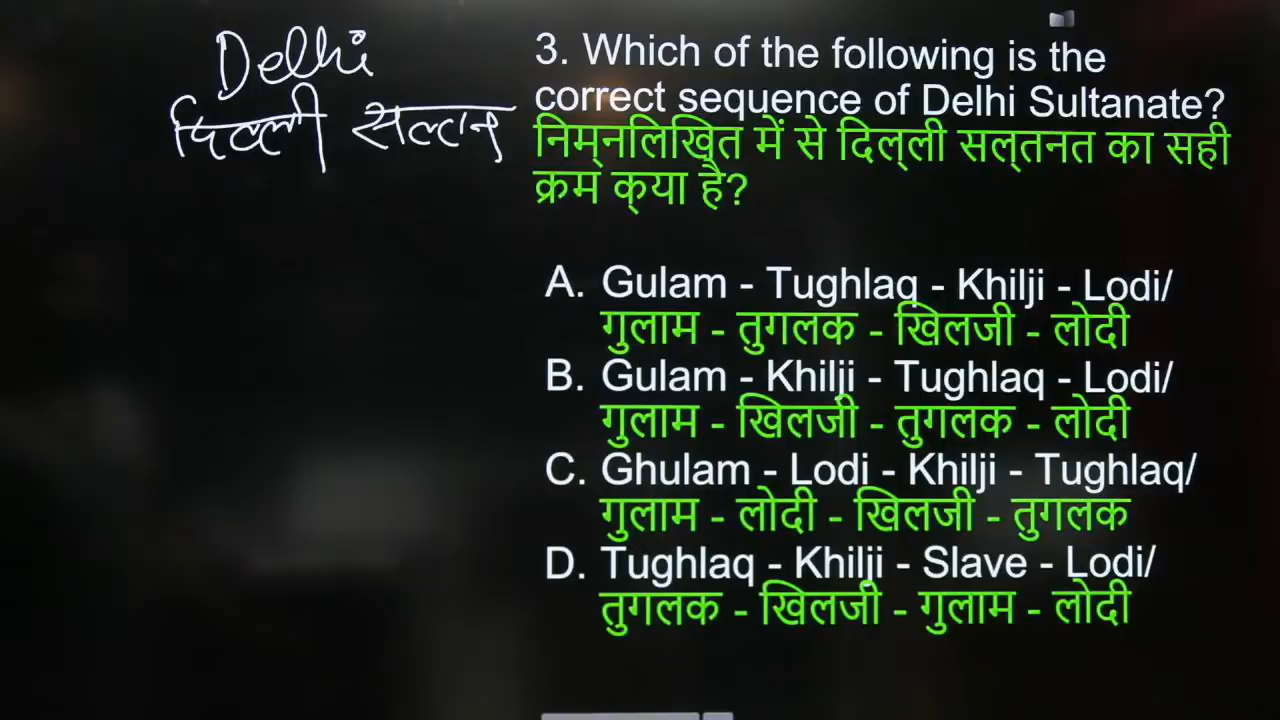 Delhi
दिल्ली सल्तन
3. Which of the following is the
correct sequence of Delhi Sultanate?
निम्नलिखित में से दिल्ली सल्तनत का सही
क्रम क्या है?
A. Gulam - Tughlaq - Khilji - Lodi/
गुलाम - तुगलक - खिलजी - लोदी
B. Gulam - Khilji - Tughlaq - Lodi/
गुलाम - खिलजी - तुगलक - लोदी
C. Ghulam - Lodi - Khilji - Tughlaq/
गुलाम - लोदी - खिलजी - तुगलक
D. Tughlaq - Khilji - Slave - Lodi/
तुगलक - खिलजी - गुलाम - लोदी